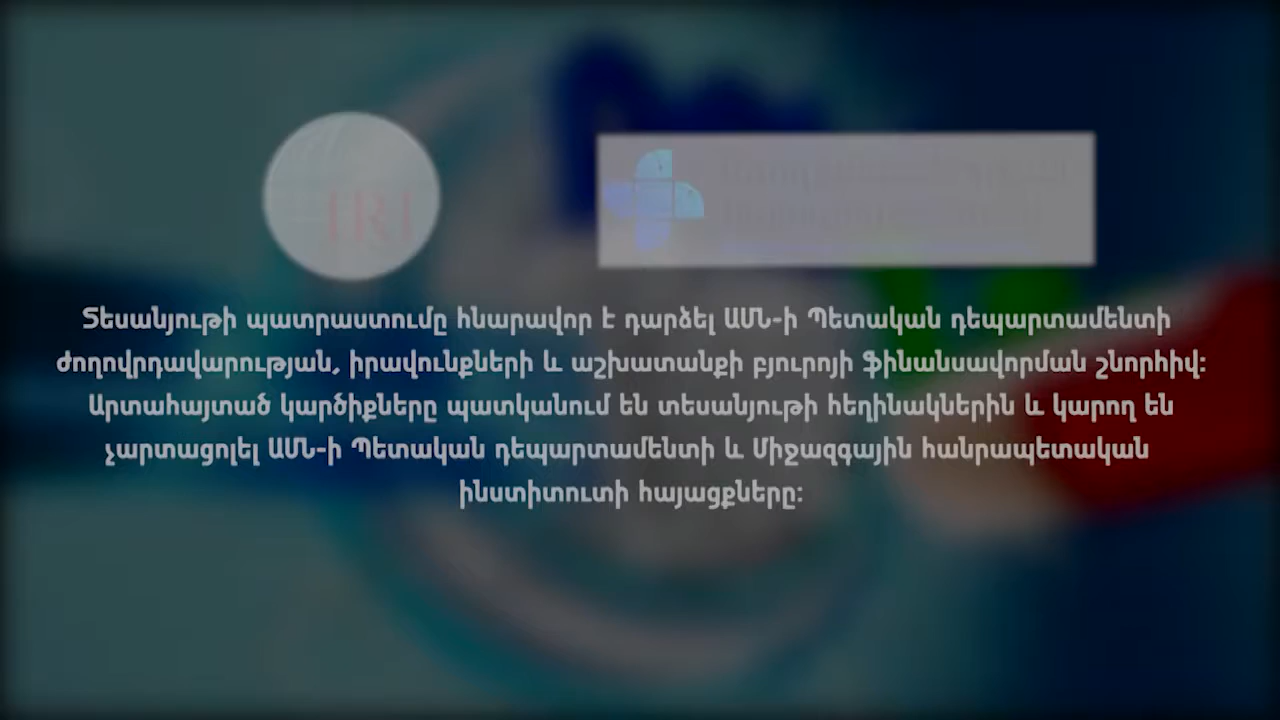 IRI
Տեսանյութի պատրաստումը հնարավոր է դարձել ԱՄՆ-ի Պետական դեպարտամենտի
ժողովրդավարության, իրավունքների և աշխատանքի բյուրոյի ֆինանսավորման շնորհիվ:
Արտահայտած կարծիքները պատկանում են տեսանյութի հեղինակներին և կարող են
չարտացոլել ԱՄՆ-ի Պետական դեպարտամենտի և Միջազգային հանրապետական
ինստիտուտի հայացքները: